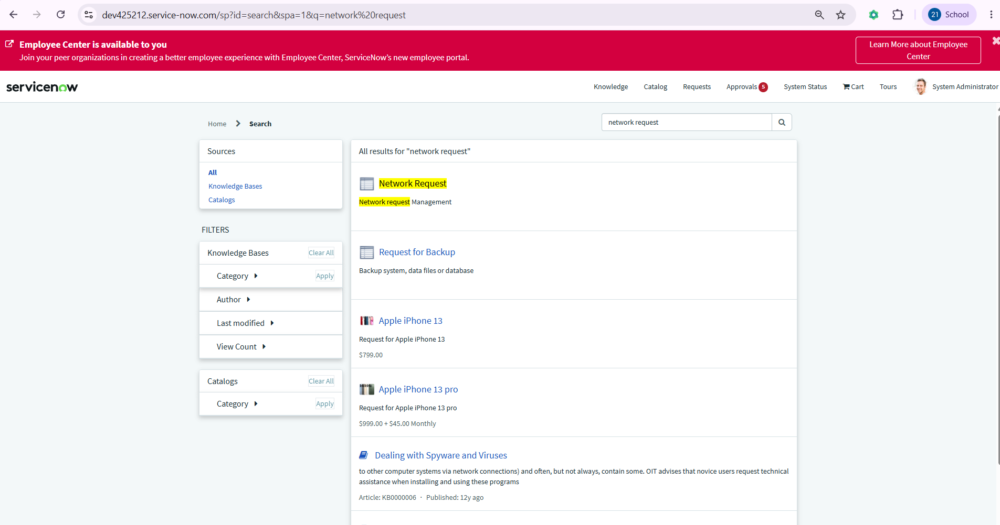 dev425212.service-now.com/sp?id=search&spa=1&q=network%20request
21 School
Employee Center is available to you
Join your peer organizations in creating a better employee experience with Employee Center, ServiceNow’s new employee portal.
Learn More about Employee
Center
servicenow
Knowledge Catalog Requests Approvals 5 System Status Cart Tours System Administrator
Home Search
network request
Sources
All
Knowledge Bases
Catalogs
FILTERS
Knowledge Bases Clear All
Category Apply
Author
Last modified
View Count
Catalogs Clear All
Category Apply
All results for "network request"
Network Request
Network request Management
Request for Backup
Backup system, data files or database
Apple iPhone 13
Request for Apple iPhone 13
$799.00
Apple iPhone 13 pro
Request for Apple iPhone 13 pro
$999.00 + $45.00 Monthly
Dealing with Spyware and Viruses
to other computer systems via network connections) and often, but not always, contain some. OIT advises that novice users request technical
assistance when installing and using these programs
Article: KB0000006 · Published: 12y ago